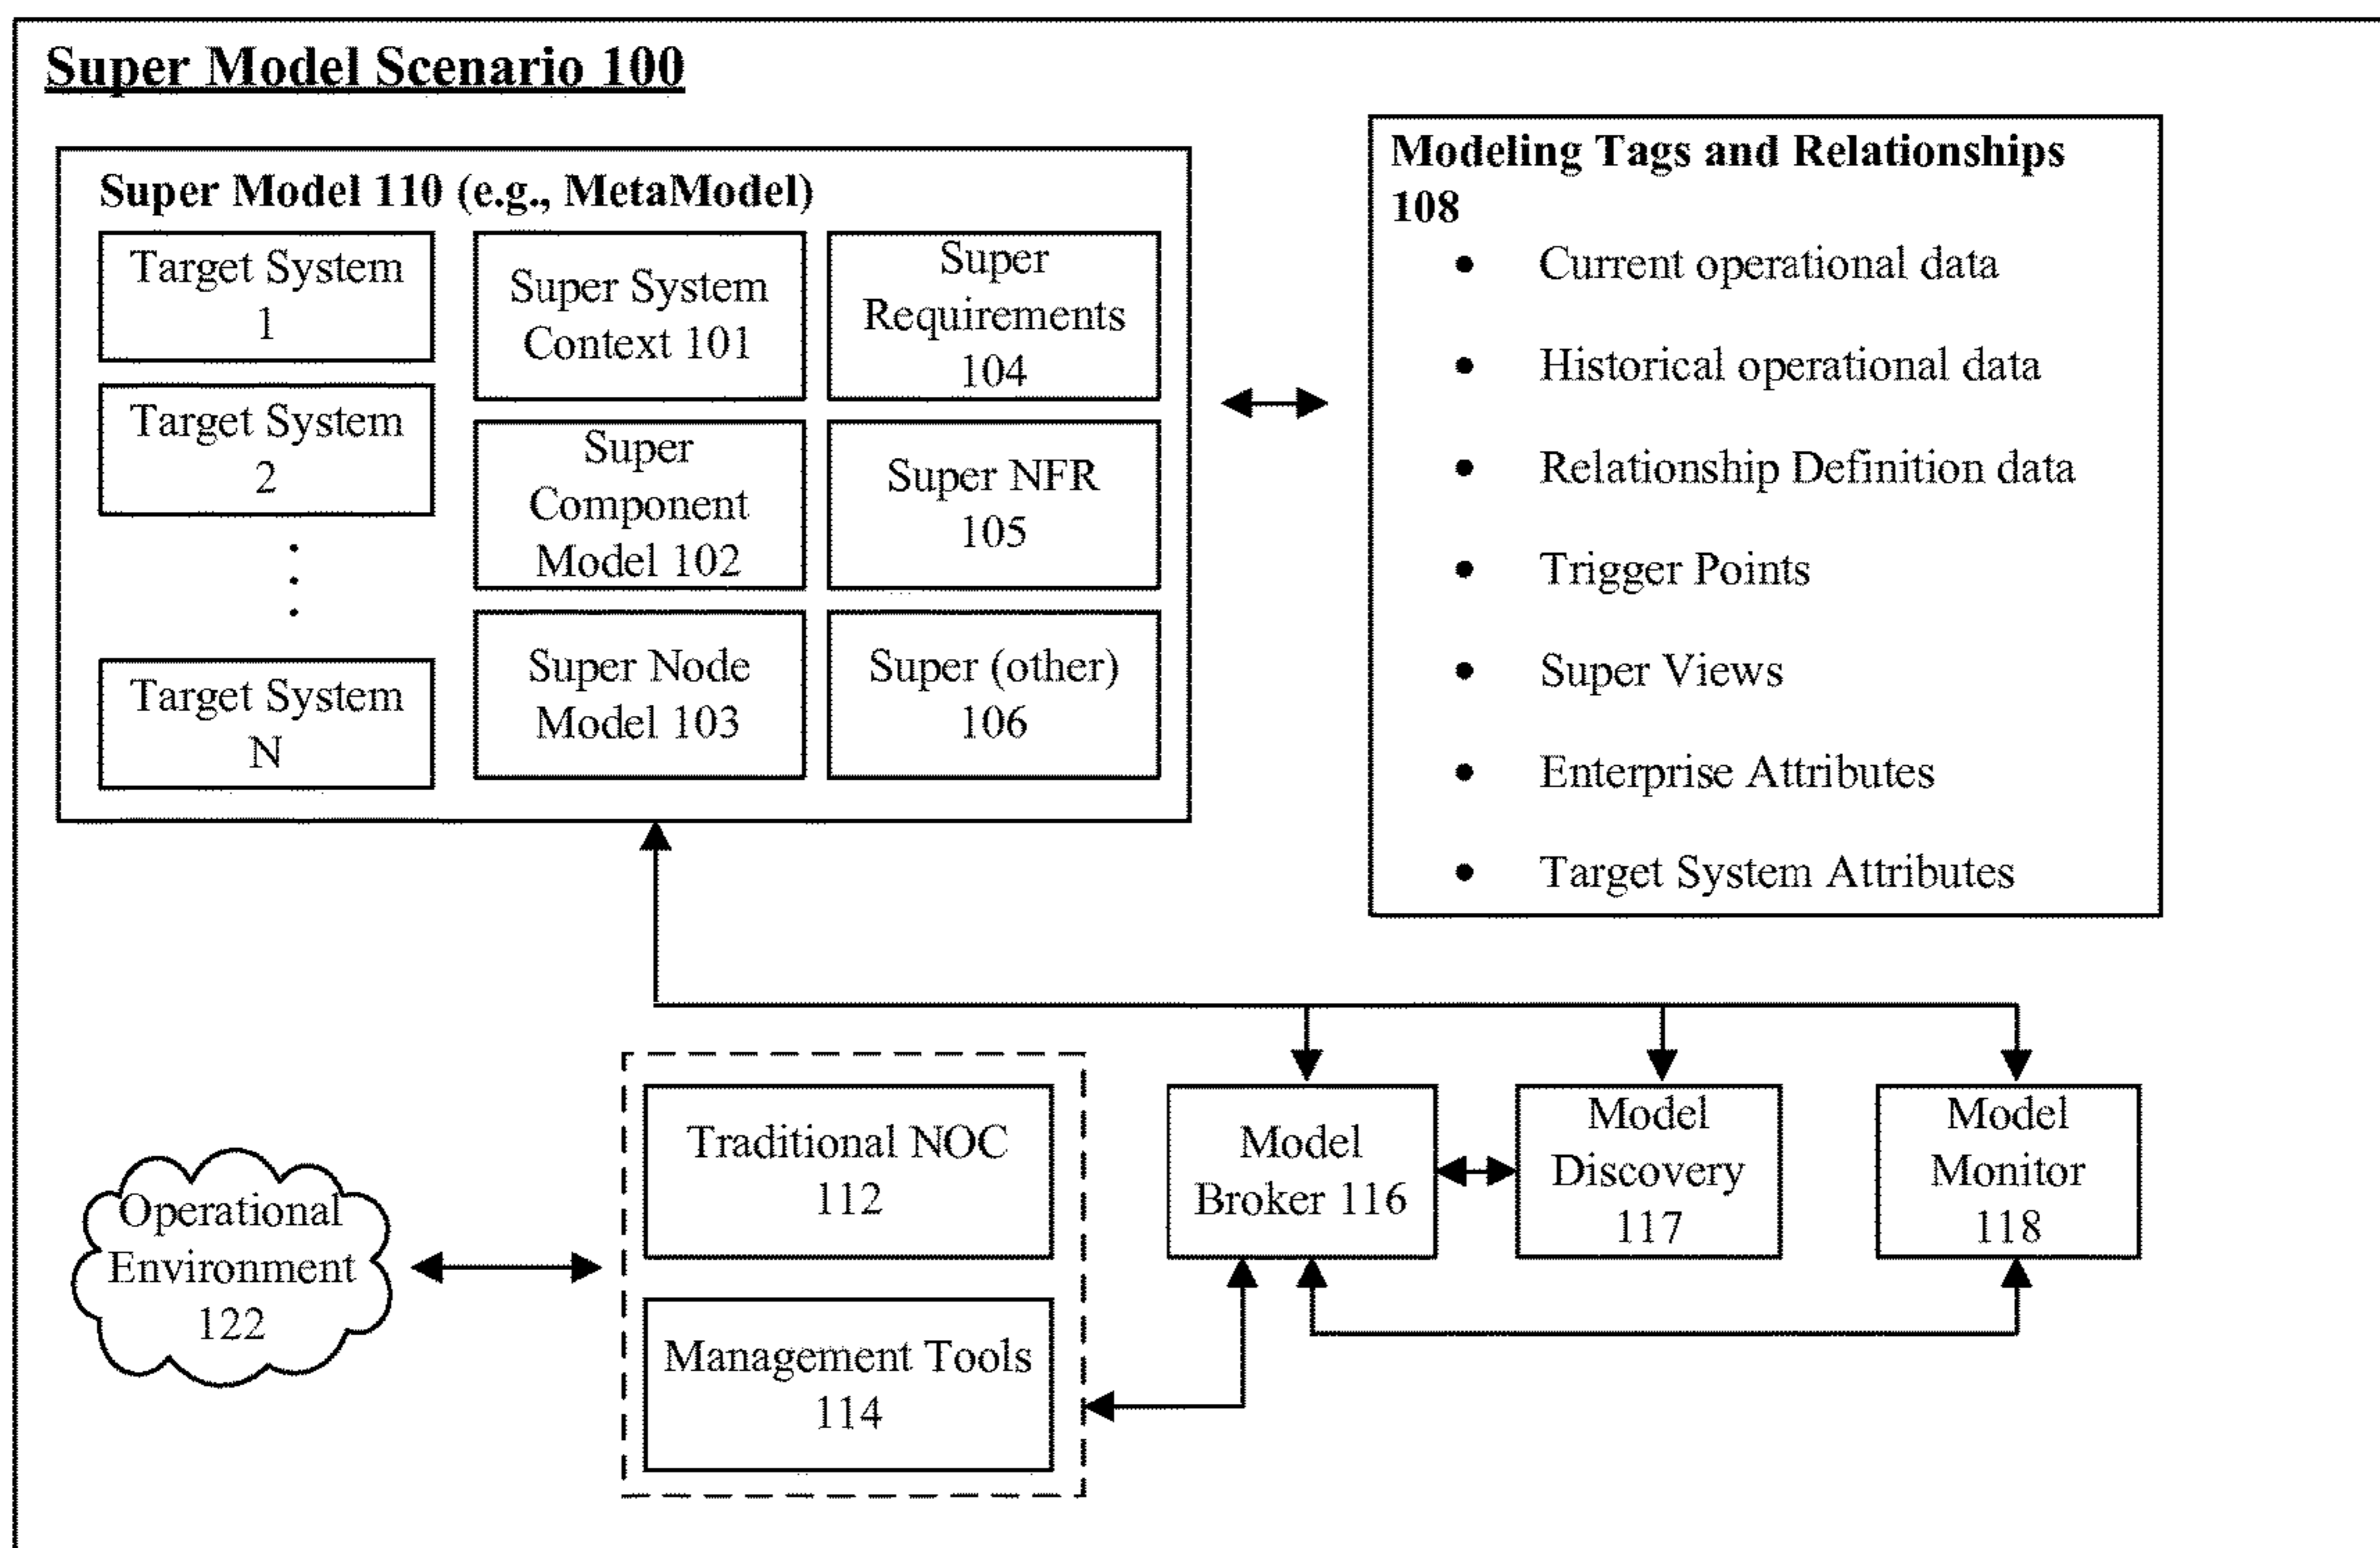 Super Model Scenario 100
Super Model 110 (e.g., MetaModel)
Target System
1
Target System
2
Target System
N
Super System
Context 101
Super
Component
Model 102
Super Node
Model 103
Super
Requirements
104
Super NFR
105
Super (other)
106
Modeling Tags and Relationships
108
• Current operational data
• Historical operational data
• Relationship Definition data
• Trigger Points
• Super Views
• Enterprise Attributes
• Target System Attributes
Operational
Environment
122
Traditional NOC
112
Management Tools
114
Model
Broker 116
Model
Discovery
117
Model
Monitor
118